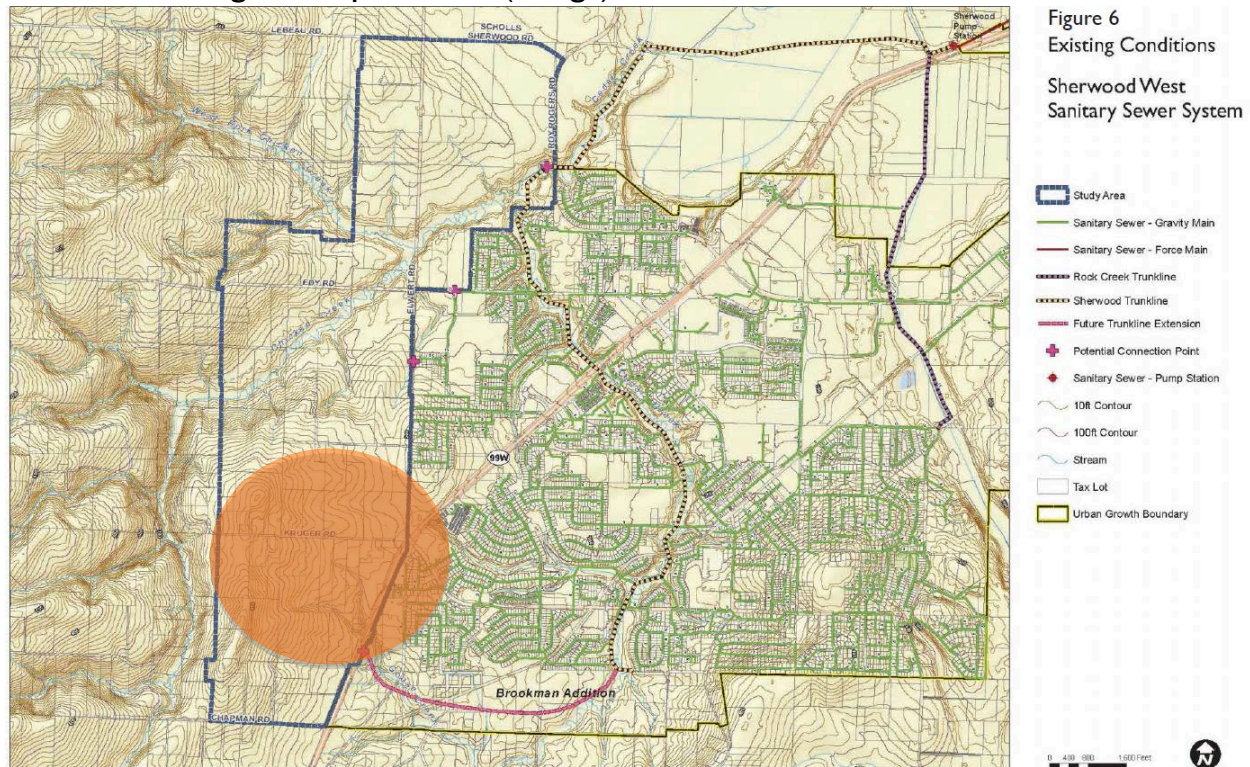 LEBEAU RD
SCHOLLS
SHERWOOD RD
Sherwood
Pump
Station
ROY ROGERS RD
EDY RD
ELWERT RD
99W
KRUGER RD
Brookman Addition
CHAPMAN RD
Figure 6
Existing Conditions
Sherwood West
Sanitary Sewer System
Study Area
Sanitary Sewer - Gravity Main
Sanitary Sewer - Force Main
Rock Creek Trunkline
Sherwood Trunkline
Future Trunkline Extension
Potential Connection Point
Sanitary Sewer - Pump Station
10ft Contour
100ft Contour
Stream
Tax Lot
Urban Growth Boundary
0 400 800 1,600 Feet
N